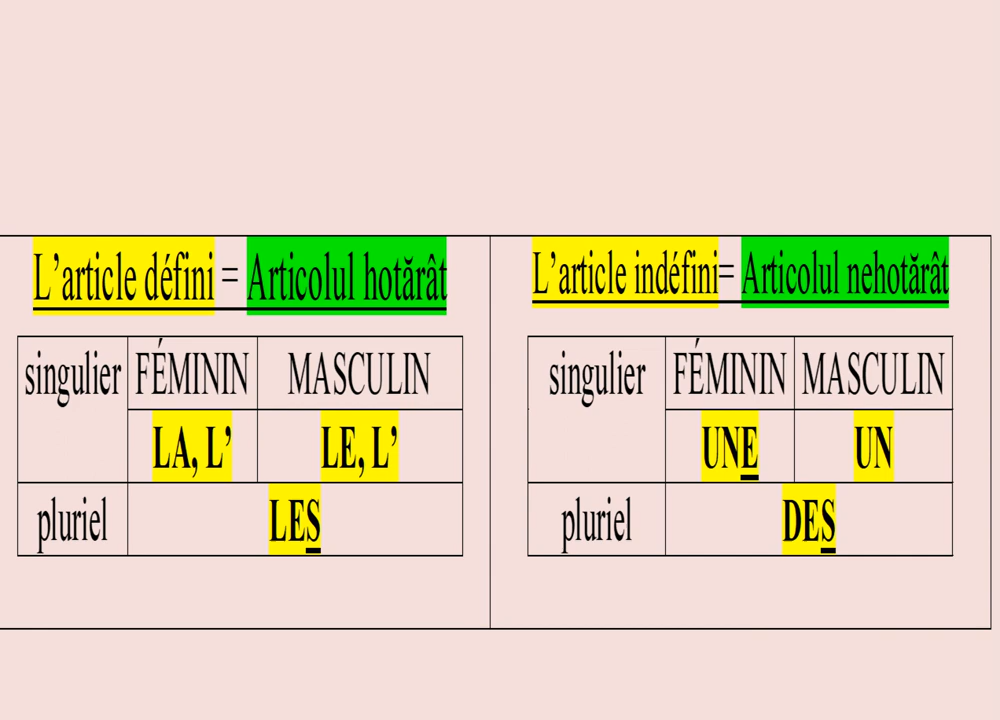 L’article défini = Articolul hotărât
singulier FÉMININ MASCULIN
LA, L’ LE, L’
pluriel LES
L’article indéfini= Articolul nehotărât
singulier FÉMININ MASCULIN
UNE UN
pluriel DES